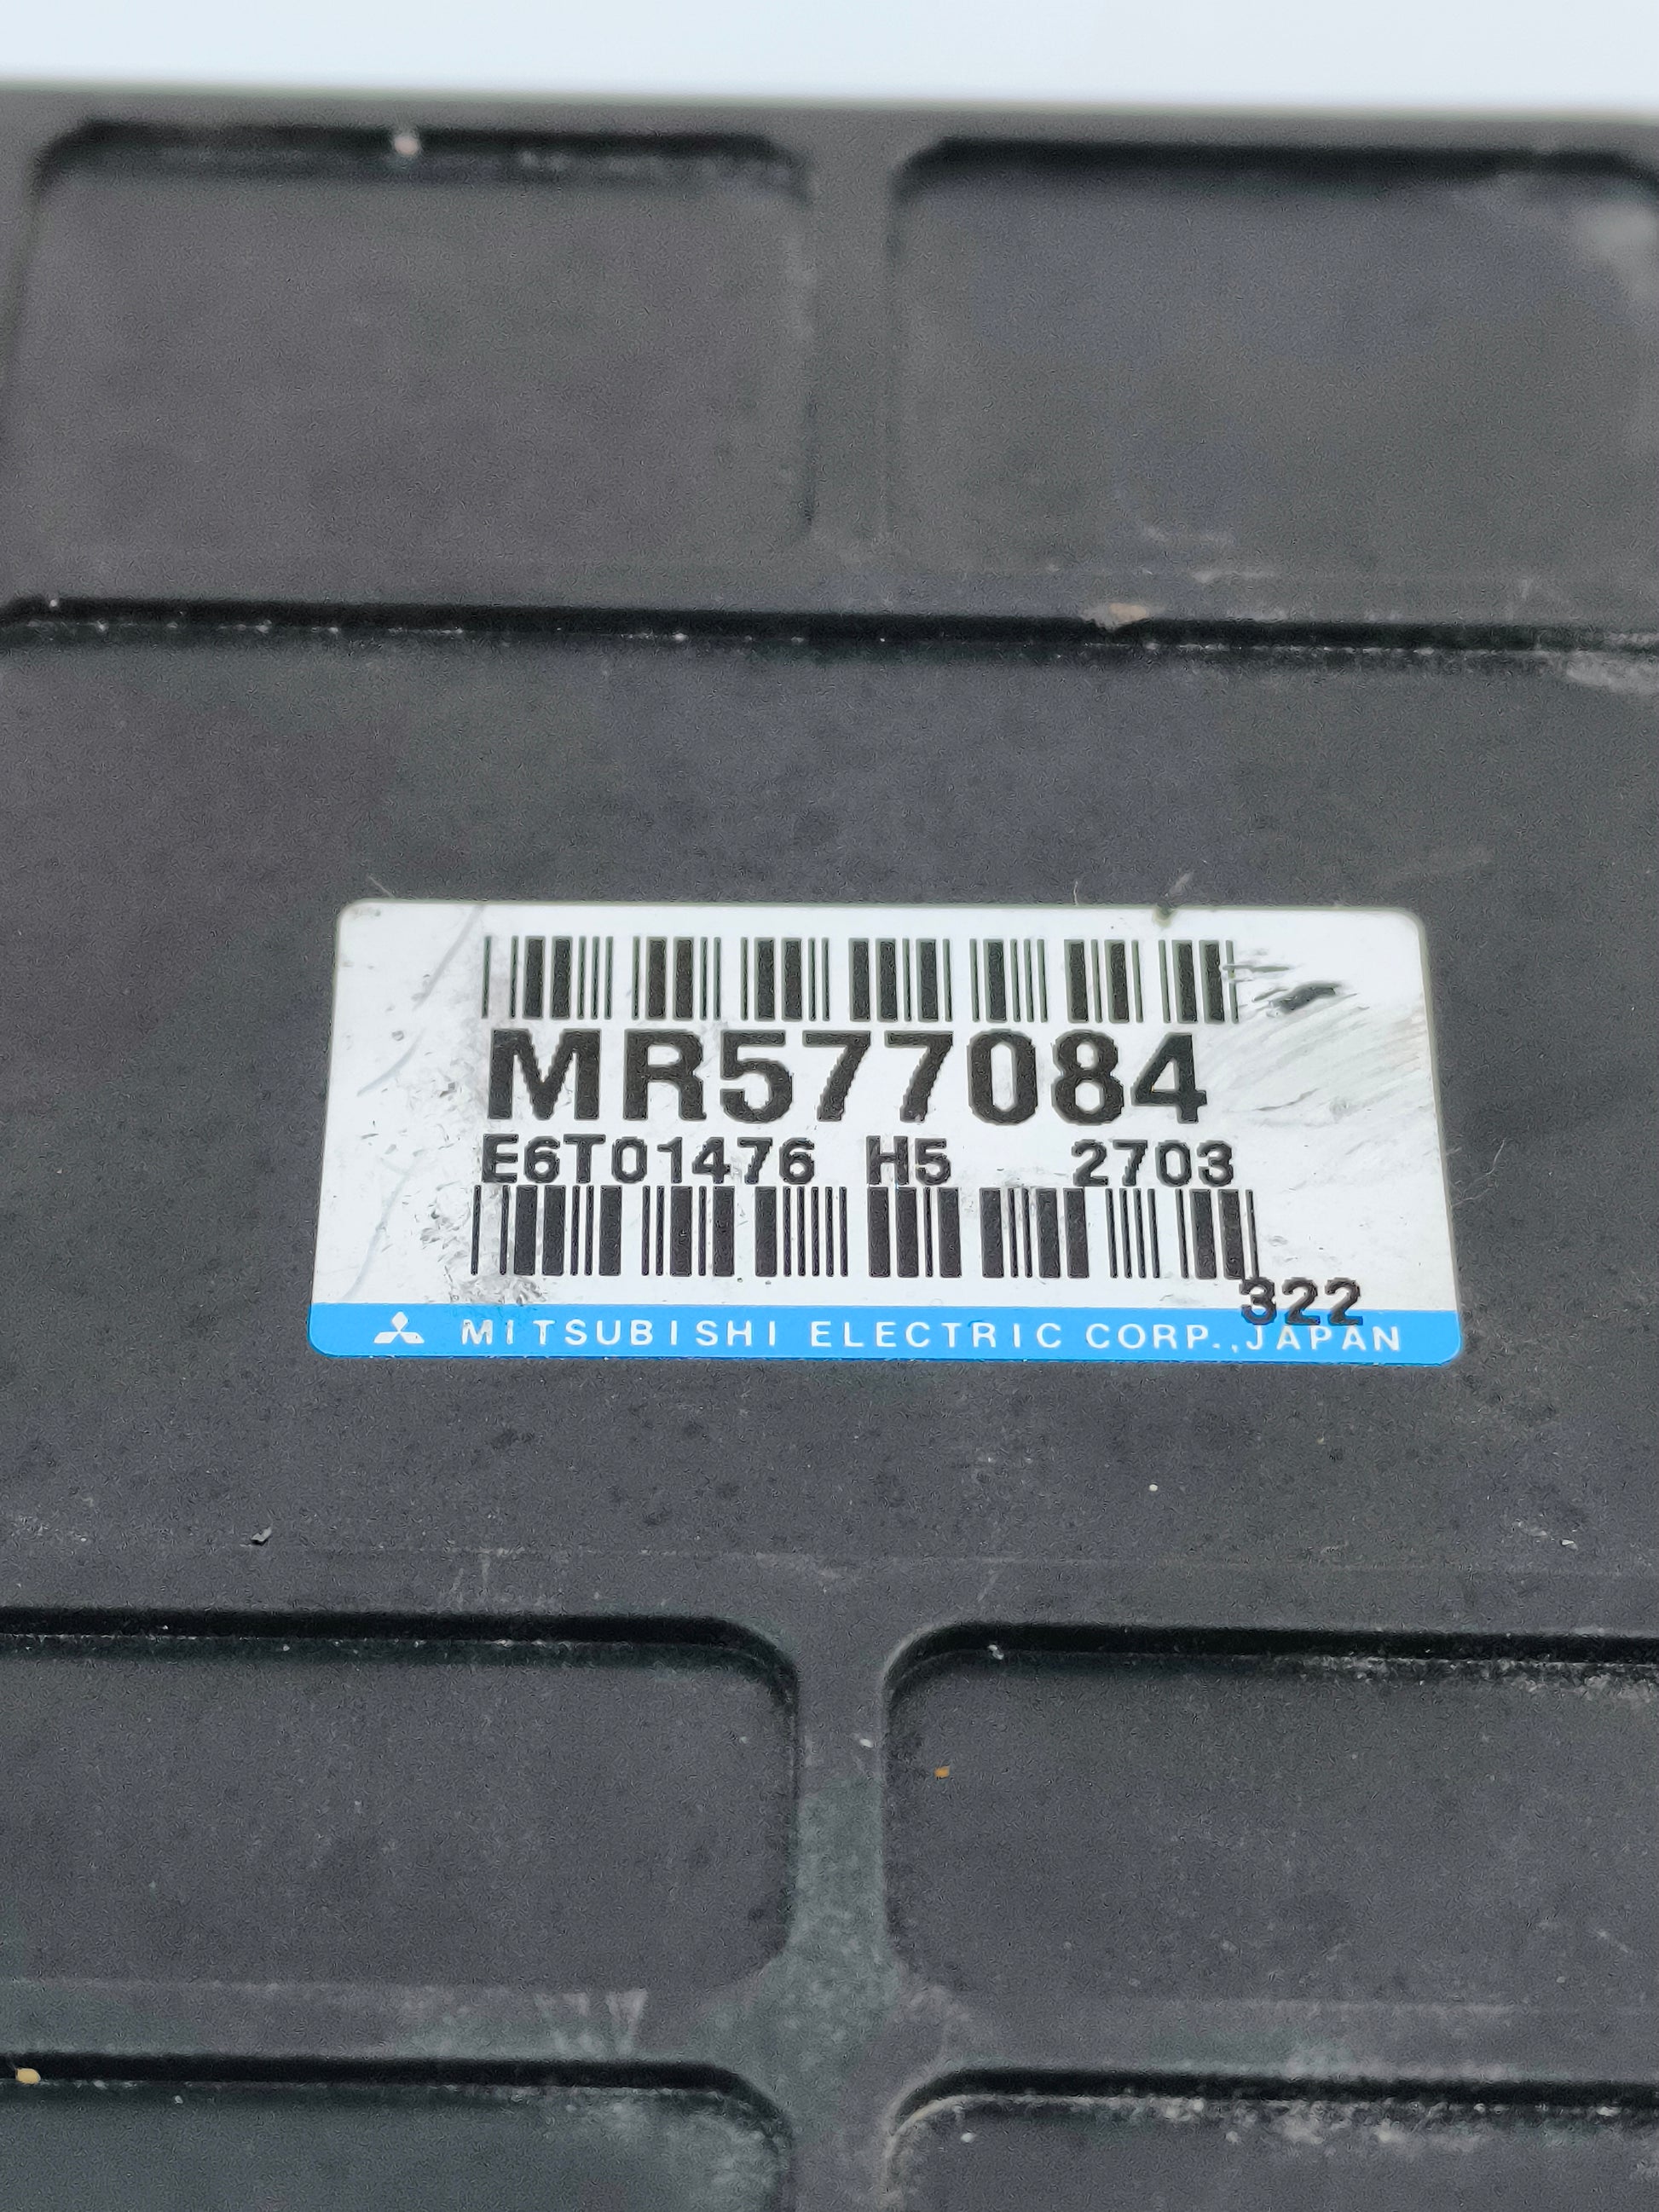 MR577084
E6T01476 H5 2703
322
MITSUBISHI ELECTRIC CORP.,JAPAN